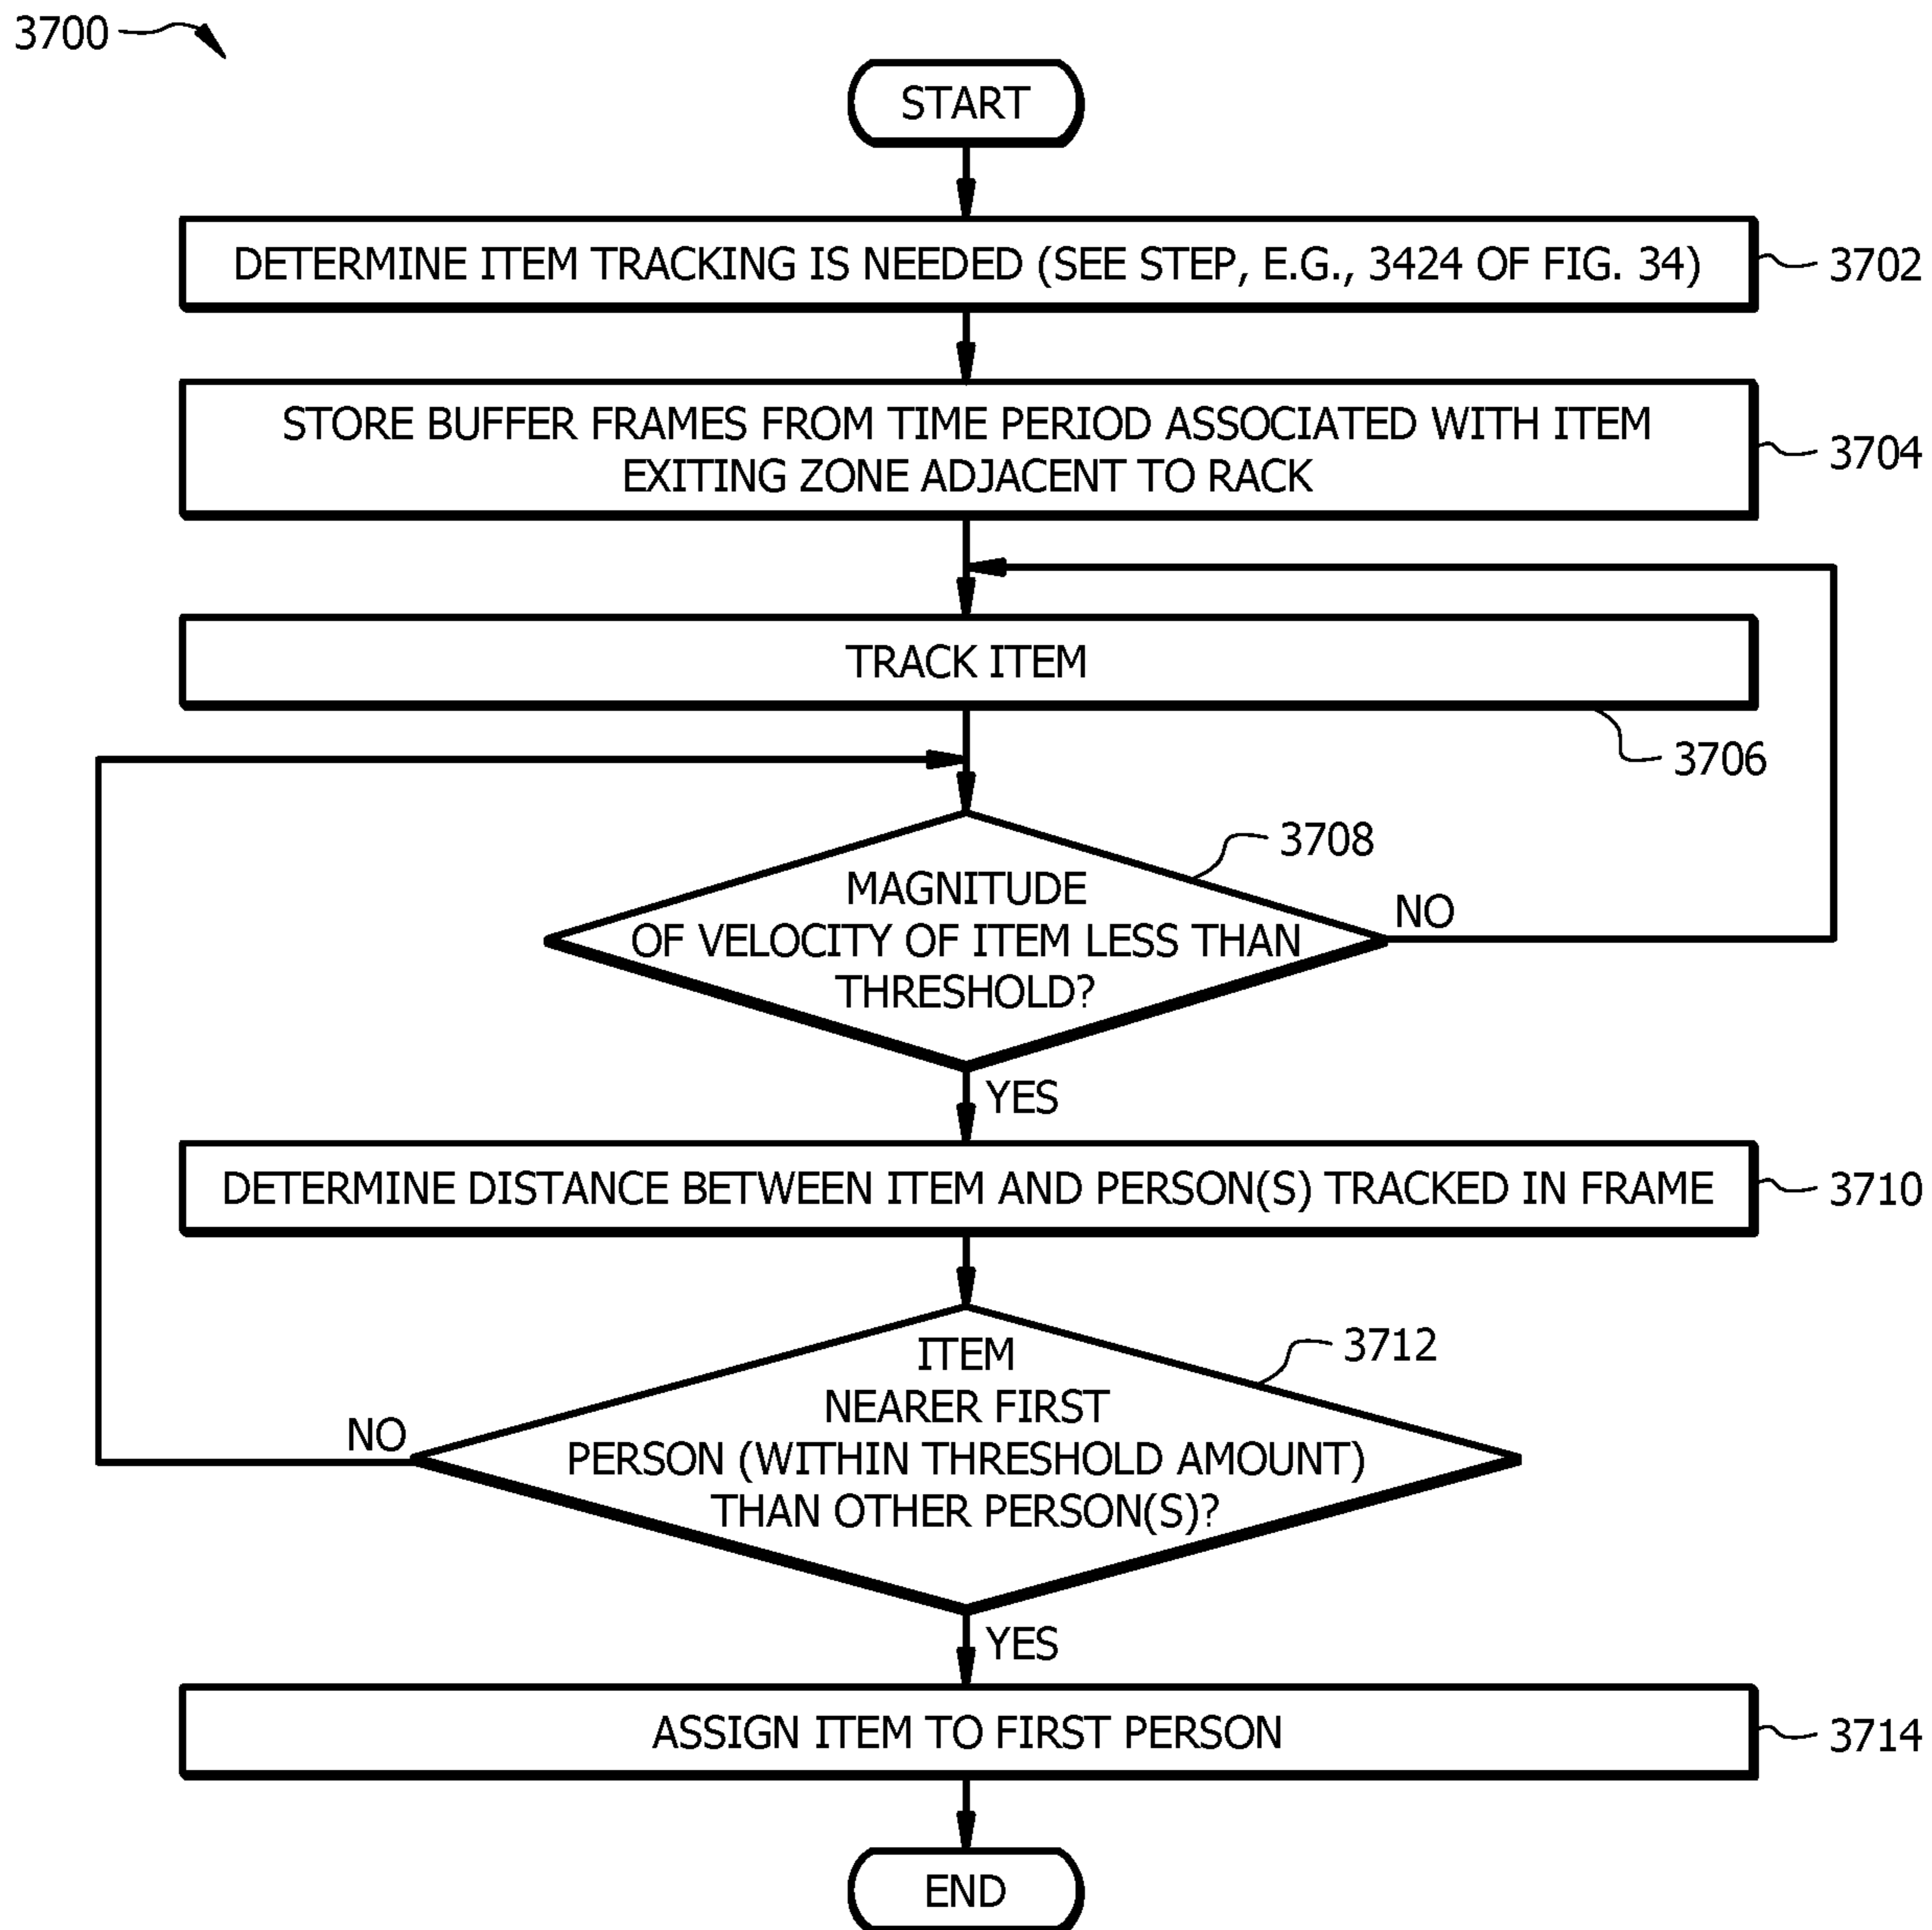 3700
START
DETERMINE ITEM TRACKING IS NEEDED (SEE STEP, E.G., 3424 OF FIG. 34)
3702
STORE BUFFER FRAMES FROM TIME PERIOD ASSOCIATED WITH ITEM
EXITING ZONE ADJACENT TO RACK
3704
TRACK ITEM
3706
3708
MAGNITUDE
OF VELOCITY OF ITEM LESS THAN
THRESHOLD?
NO
YES
DETERMINE DISTANCE BETWEEN ITEM AND PERSON(S) TRACKED IN FRAME
3710
3712
ITEM
NEARER FIRST
PERSON (WITHIN THRESHOLD AMOUNT)
THAN OTHER PERSON(S)?
NO
YES
ASSIGN ITEM TO FIRST PERSON
3714
END